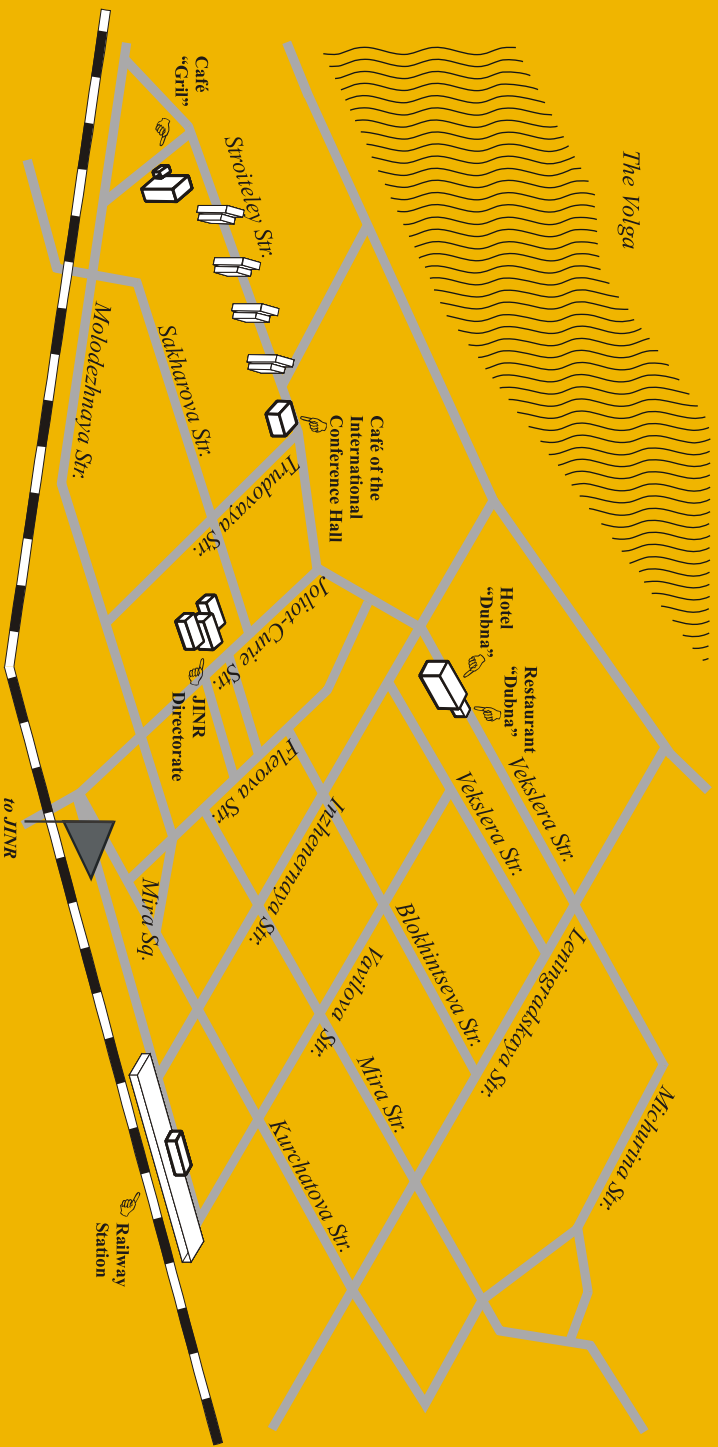 The Volga
Café
“Gril”
Stroiteley Str.
Molodezhnaya Str.
Sakharova Str.
Café of the
International
Conference Hall
Trudovaya Str.
Joliot-Curie Str.
Hotel
“Dubna”
Restaurant
“Dubna”
JINR
Directorate
Vekslera Str.
Vekslera Str.
Flerova Str.
Inzhenernaya Str.
to JINR
Mira Sq.
Blokhintseva Str.
Leningradskaya Str.
Vavilova Str.
Mira Str.
Michurina Str.
Kurchatova Str.
Railway
Station